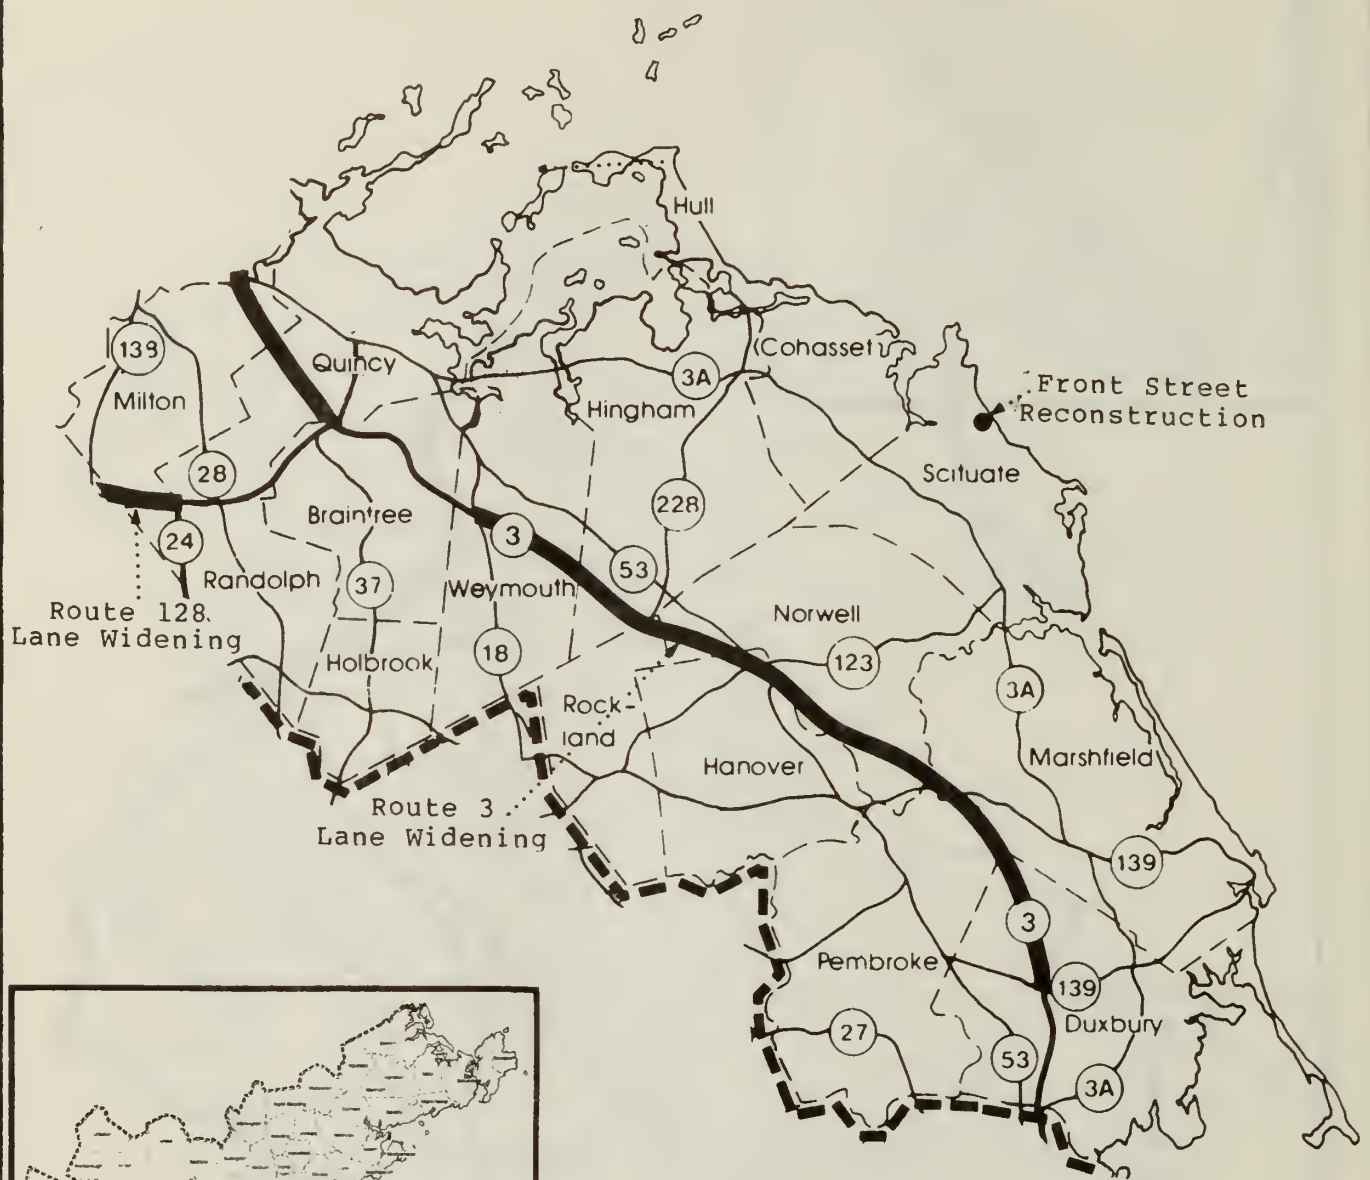 Hull
138
Milton
Quincy
3A
(Cohasset
Hingham
Front Street
Reconstruction
28
Scituate
228
Braintree
3
24
53
Randolph
37
Weymouth
Route 128
Lane Widening
Norwell
18
123
Holbrook
3A
Rock-
land
Marshfield
Hanover
Route 3
Lane Widening
139
3
Pembroke
139
27
Duxbury
53
3A